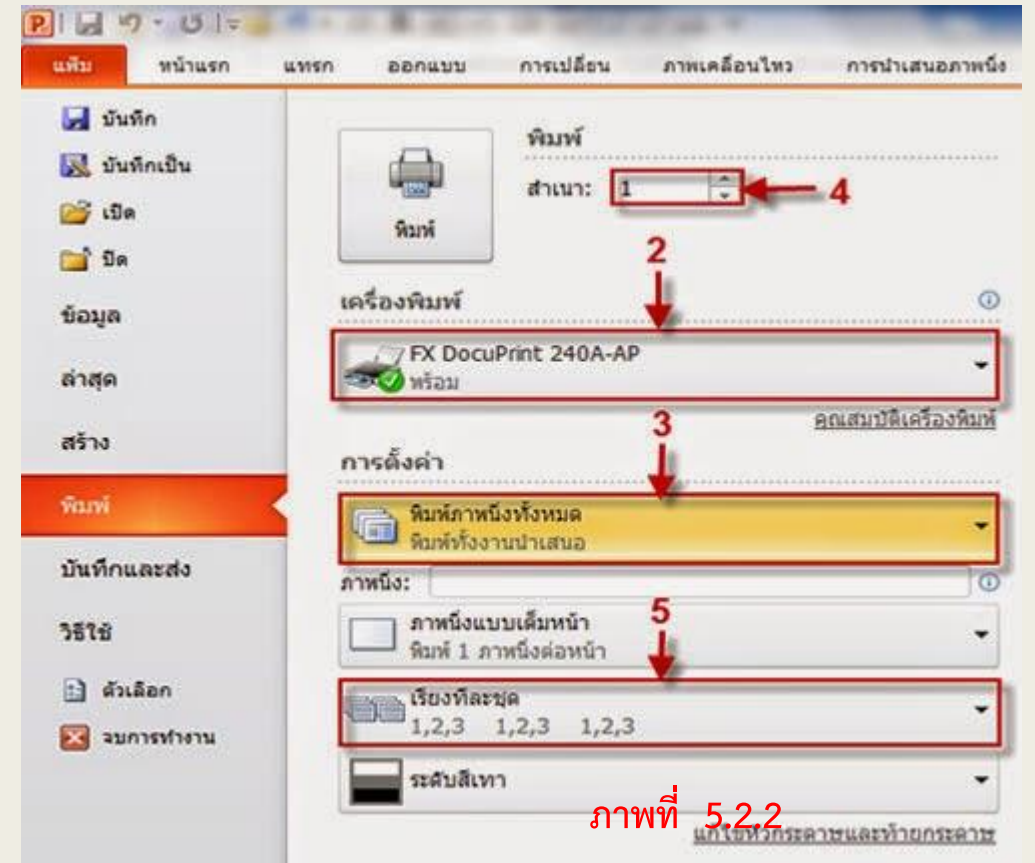 แฟ้ม หน้าแรก แทรก ออกแบบ การเปลี่ยน ภาพเคลื่อนไหว การนำเสนอภาพนิ่ง
บันทึก
บันทึกเป็น
เปิด
ปิด
ข้อมูล
ล่าสุด
สร้าง
พิมพ์
บันทึกและส่ง
วิธีใช้
ตัวเลือก
จบการทำงาน
พิมพ์
พิมพ์
สำเนา: 1 4
2
เครื่องพิมพ์
FX DocuPrint 240A-AP
พร้อม
คุณสมบัติเครื่องพิมพ์
3
การตั้งค่า
พิมพ์ภาพนิ่งทั้งหมด
พิมพ์ทั้งงานนำเสนอ
ภาพนิ่ง:
ภาพนิ่งแบบเต็มหน้า
พิมพ์ 1 ภาพนิ่งต่อหน้า
5
เรียงทีละชุด
1,2,3 1,2,3 1,2,3
ระดับสีเทา
ภาพที่ 5.2.2
แก้ไขหัวกระดาษและท้ายกระดาษ